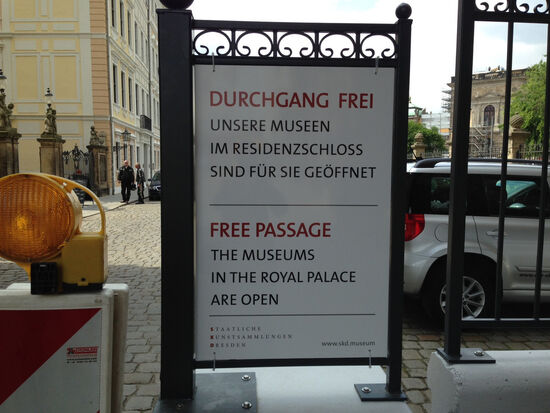 DURCHGANG FREI
UNSERE MUSEEN
IM RESIDENZSCHLOSS
SIND FÜR SIE GEÖFFNET
FREE PASSAGE
THE MUSEUMS
IN THE ROYAL PALACE
ARE OPEN
STAATLICHE
KUNSTSAMMLUNGEN
DRESDEN
www.skd.museum